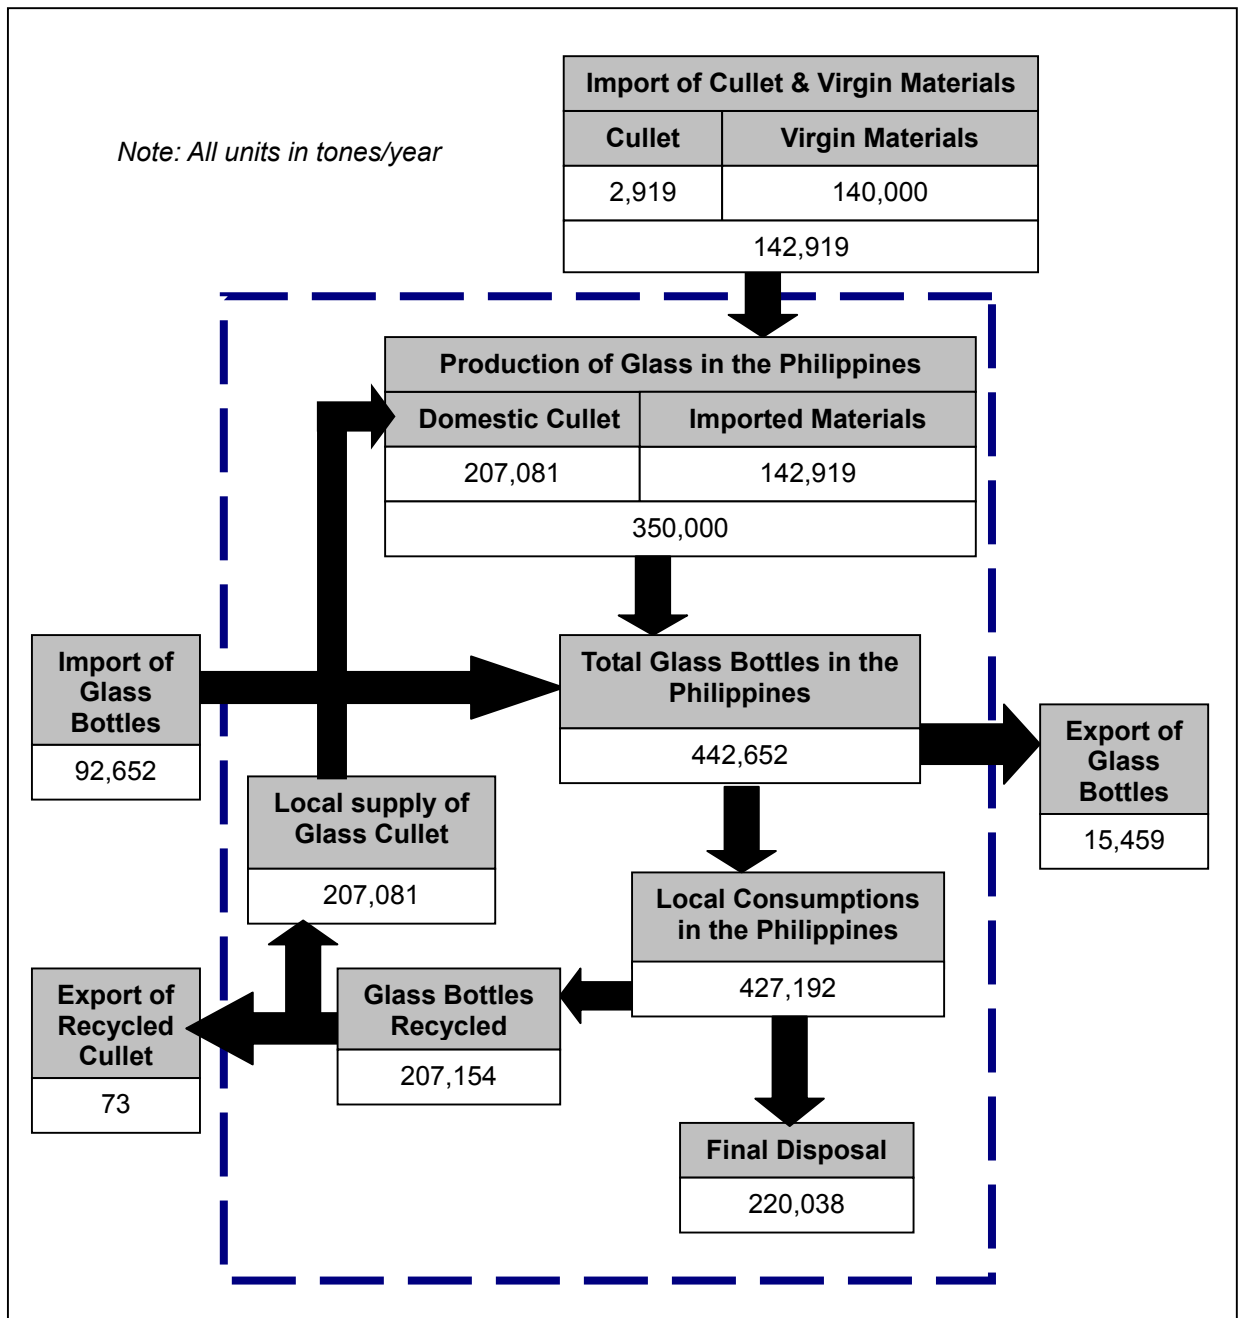 Import of Cullet & Virgin Materials
Cullet
Virgin Materials
Note: All units in tones/year
2,919
140,000
142,919
Production of Glass in the Philippines
Domestic Cullet
Imported Materials
207,081
142,919
350,000
Import of
Glass
Bottles
92,652
Total Glass Bottles in the
Philippines
442,652
Export of
Glass
Bottles
15,459
Local supply of
Glass Cullet
207,081
Local Consumptions
in the Philippines
427,192
Export of
Recycled
Cullet
73
Glass Bottles
Recycled
207,154
Final Disposal
220,038